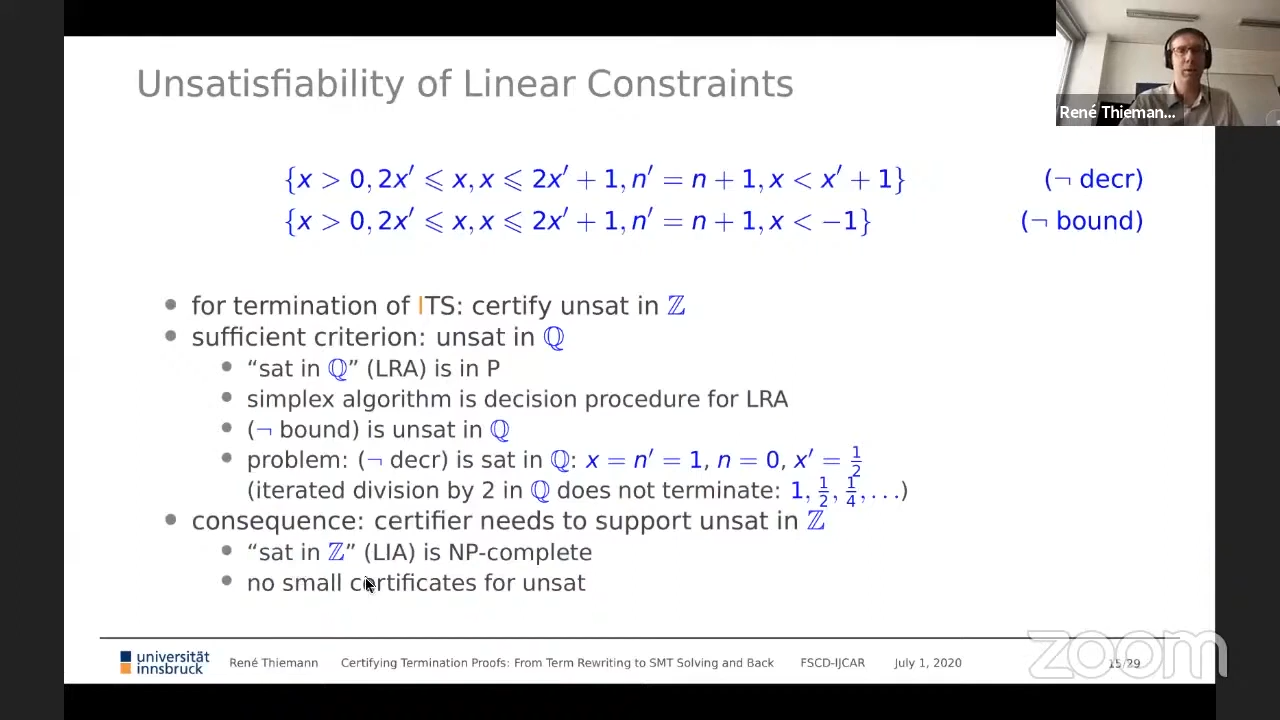 Unsatisfiability of Linear Constraints
René Thieman...
{x > 0, 2x′ ⩽ x, x ⩽ 2x′ + 1, n′ = n + 1, x < x′ + 1} (¬ decr)
{x > 0, 2x′ ⩽ x, x ⩽ 2x′ + 1, n′ = n + 1, x < −1} (¬ bound)
• for termination of ITS: certify unsat in ℤ
• sufficient criterion: unsat in ℚ
• “sat in ℚ” (LRA) is in P
• simplex algorithm is decision procedure for LRA
• (¬ bound) is unsat in ℚ
• problem: (¬ decr) is sat in ℚ: x = n′ = 1, n = 0, x′ = 1/2
(iterated division by 2 in ℚ does not terminate: 1, 1/2, 1/4, …)
• consequence: certifier needs to support unsat in ℤ
• “sat in ℤ” (LIA) is NP-complete
• no small certificates for unsat
universität
innsbruck
René Thiemann Certifying Termination Proofs: From Term Rewriting to SMT Solving and Back FSCD-IJCAR July 1, 2020 15/29
zoom